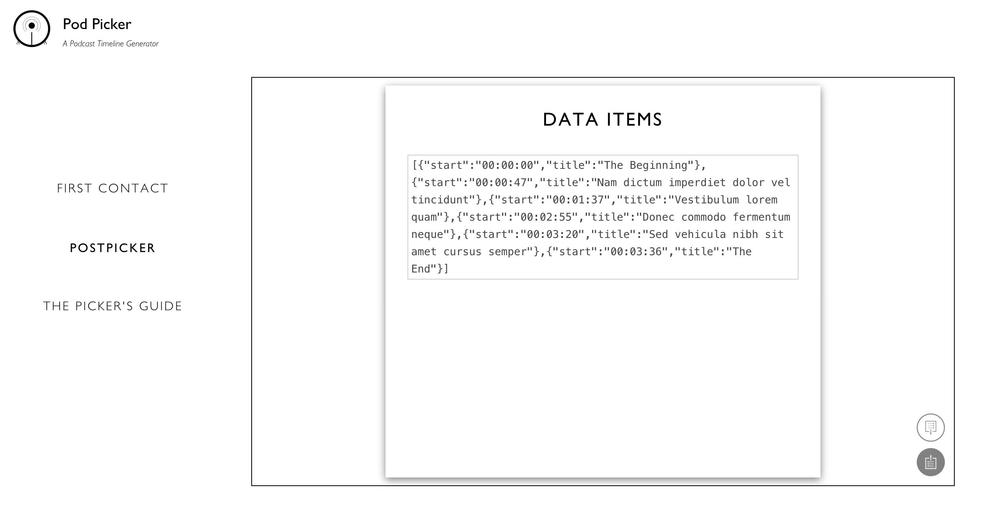 Pod Picker
A Podcast Timeline Generator
FIRST CONTACT
POSTPICKER
THE PICKER'S GUIDE
DATA ITEMS
[{"start":"00:00:00","title":"The Beginning"},
{"start":"00:00:47","title":"Nam dictum imperdiet dolor vel
tincidunt"},{"start":"00:01:37","title":"Vestibulum lorem
quam"},{"start":"00:02:55","title":"Donec commodo fermentum
neque"},{"start":"00:03:20","title":"Sed vehicula nibh sit
amet cursus semper"},{"start":"00:03:36","title":"The
End"}]